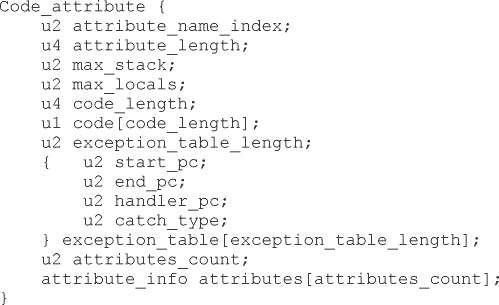 Code_attribute {
    u2 attribute_name_index;
    u4 attribute_length;
    u2 max_stack;
    u2 max_locals;
    u4 code_length;
    u1 code[code_length];
    u2 exception_table_length;
    {   u2 start_pc;
        u2 end_pc;
        u2 handler_pc;
        u2 catch_type;
    } exception_table[exception_table_length];
    u2 attributes_count;
    attribute_info attributes[attributes_count];
}